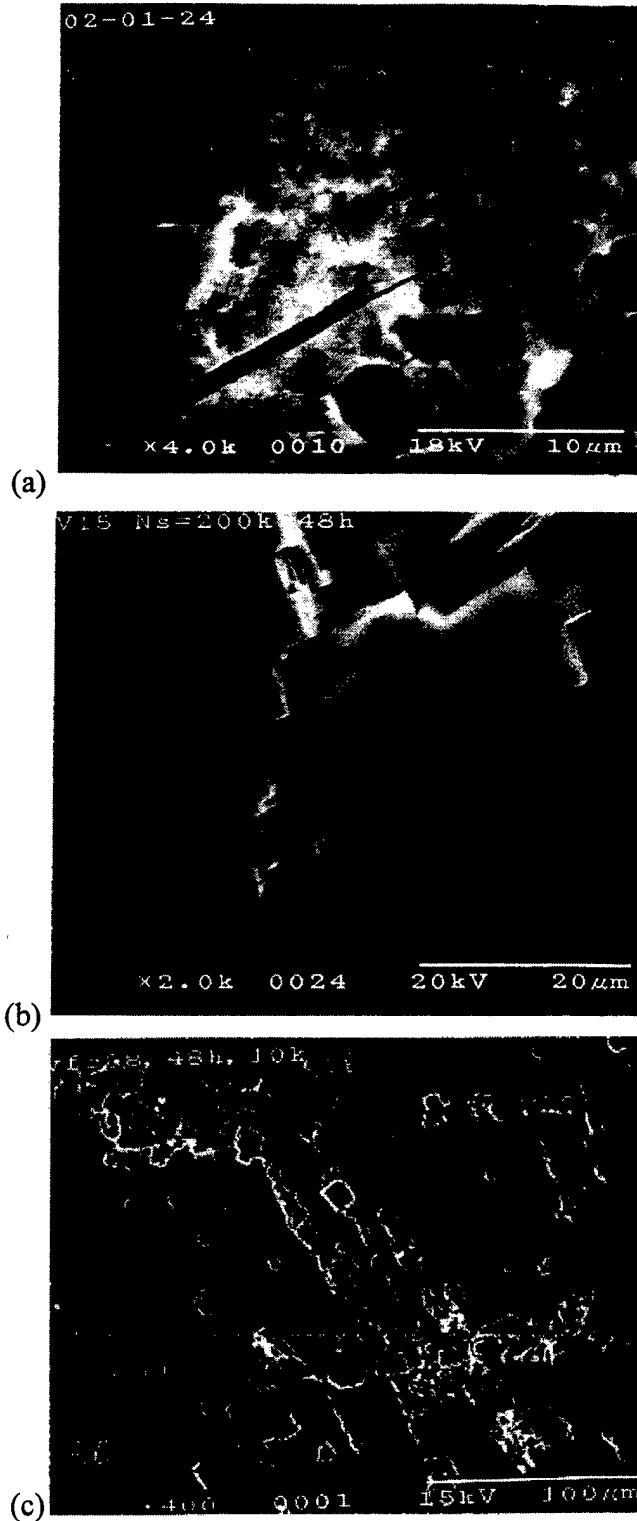 02-01-24
×4.0k 0010 18kV 10μm
(a)
V15 Ns=200k 48h
×2.0k 0024 20kV 20μm
(b)
48h, 10k
0001 15kV 100μm
(c)